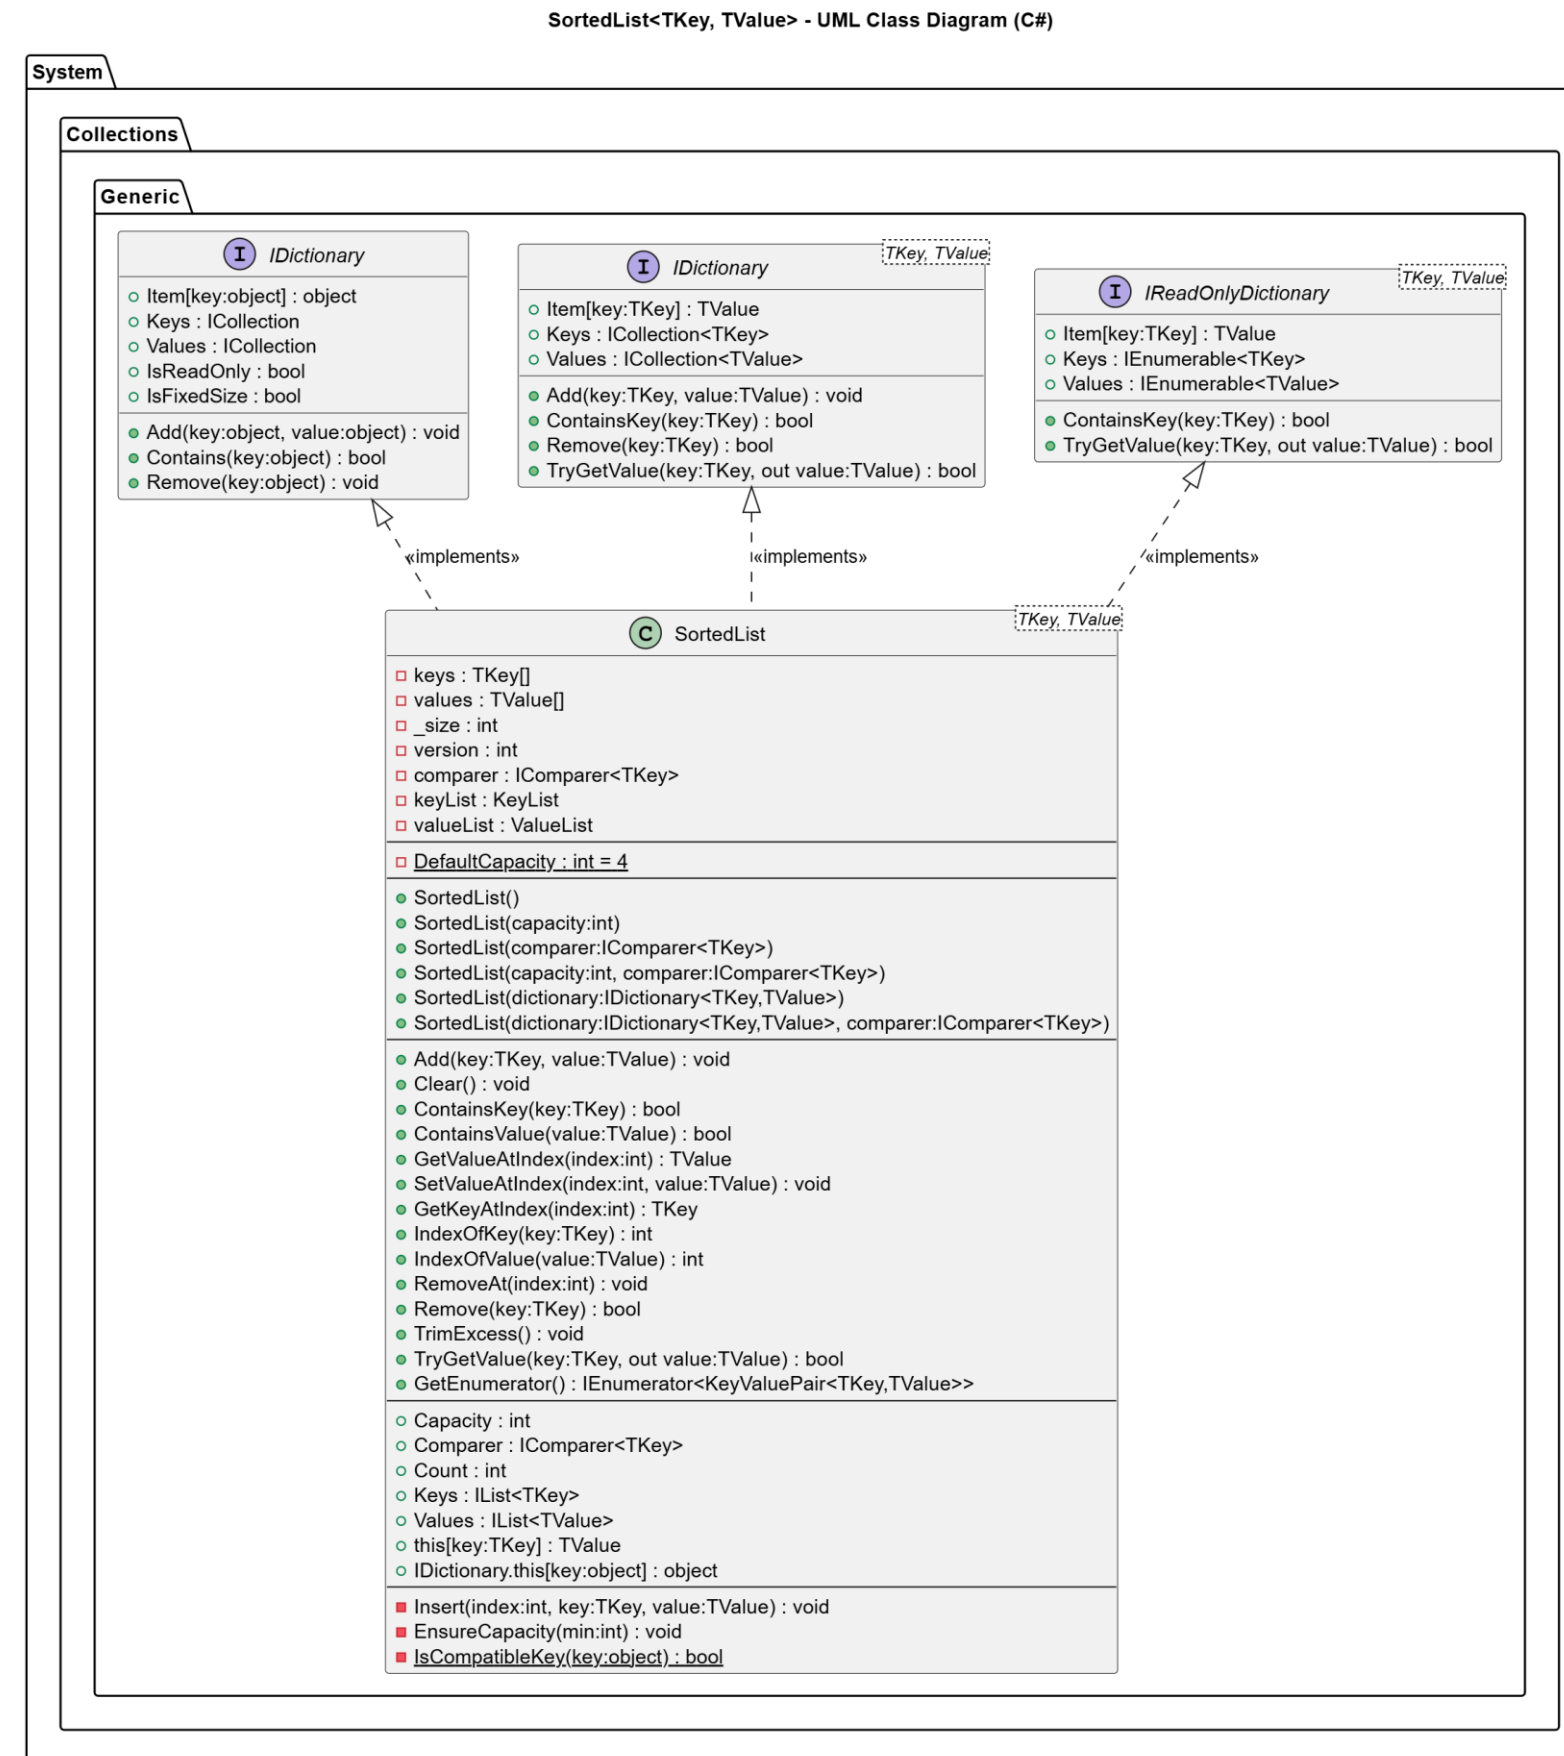 SortedList<TKey, TValue> - UML Class Diagram (C#)
System
Collections
Generic
I IDictionary
Item[key:object] : object
Keys : ICollection
Values : ICollection
IsReadOnly : bool
IsFixedSize : bool
Add(key:object, value:object) : void
Contains(key:object) : bool
Remove(key:object) : void
TKey, TValue
I IDictionary
Item[key:TKey] : TValue
Keys : ICollection<TKey>
Values : ICollection<TValue>
Add(key:TKey, value:TValue) : void
ContainsKey(key:TKey) : bool
Remove(key:TKey) : bool
TryGetValue(key:TKey, out value:TValue) : bool
TKey, TValue
I IReadOnlyDictionary
Item[key:TKey] : TValue
Keys : IEnumerable<TKey>
Values : IEnumerable<TValue>
ContainsKey(key:TKey) : bool
TryGetValue(key:TKey, out value:TValue) : bool
«implements»
«implements»
«implements»
TKey, TValue
C SortedList
keys : TKey[]
values : TValue[]
_size : int
version : int
comparer : IComparer<TKey>
keyList : KeyList
valueList : ValueList
DefaultCapacity : int = 4
SortedList()
SortedList(capacity:int)
SortedList(comparer:IComparer<TKey>)
SortedList(capacity:int, comparer:IComparer<TKey>)
SortedList(dictionary:IDictionary<TKey,TValue>)
SortedList(dictionary:IDictionary<TKey,TValue>, comparer:IComparer<TKey>)
Add(key:TKey, value:TValue) : void
Clear() : void
ContainsKey(key:TKey) : bool
ContainsValue(value:TValue) : bool
GetValueAtIndex(index:int) : TValue
SetValueAtIndex(index:int, value:TValue) : void
GetKeyAtIndex(index:int) : TKey
IndexOfKey(key:TKey) : int
IndexOfValue(value:TValue) : int
RemoveAt(index:int) : void
Remove(key:TKey) : bool
TrimExcess() : void
TryGetValue(key:TKey, out value:TValue) : bool
GetEnumerator() : IEnumerator<KeyValuePair<TKey,TValue>>
Capacity : int
Comparer : IComparer<TKey>
Count : int
Keys : IList<TKey>
Values : IList<TValue>
this[key:TKey] : TValue
IDictionary.this[key:object] : object
Insert(index:int, key:TKey, value:TValue) : void
EnsureCapacity(min:int) : void
IsCompatibleKey(key:object) : bool